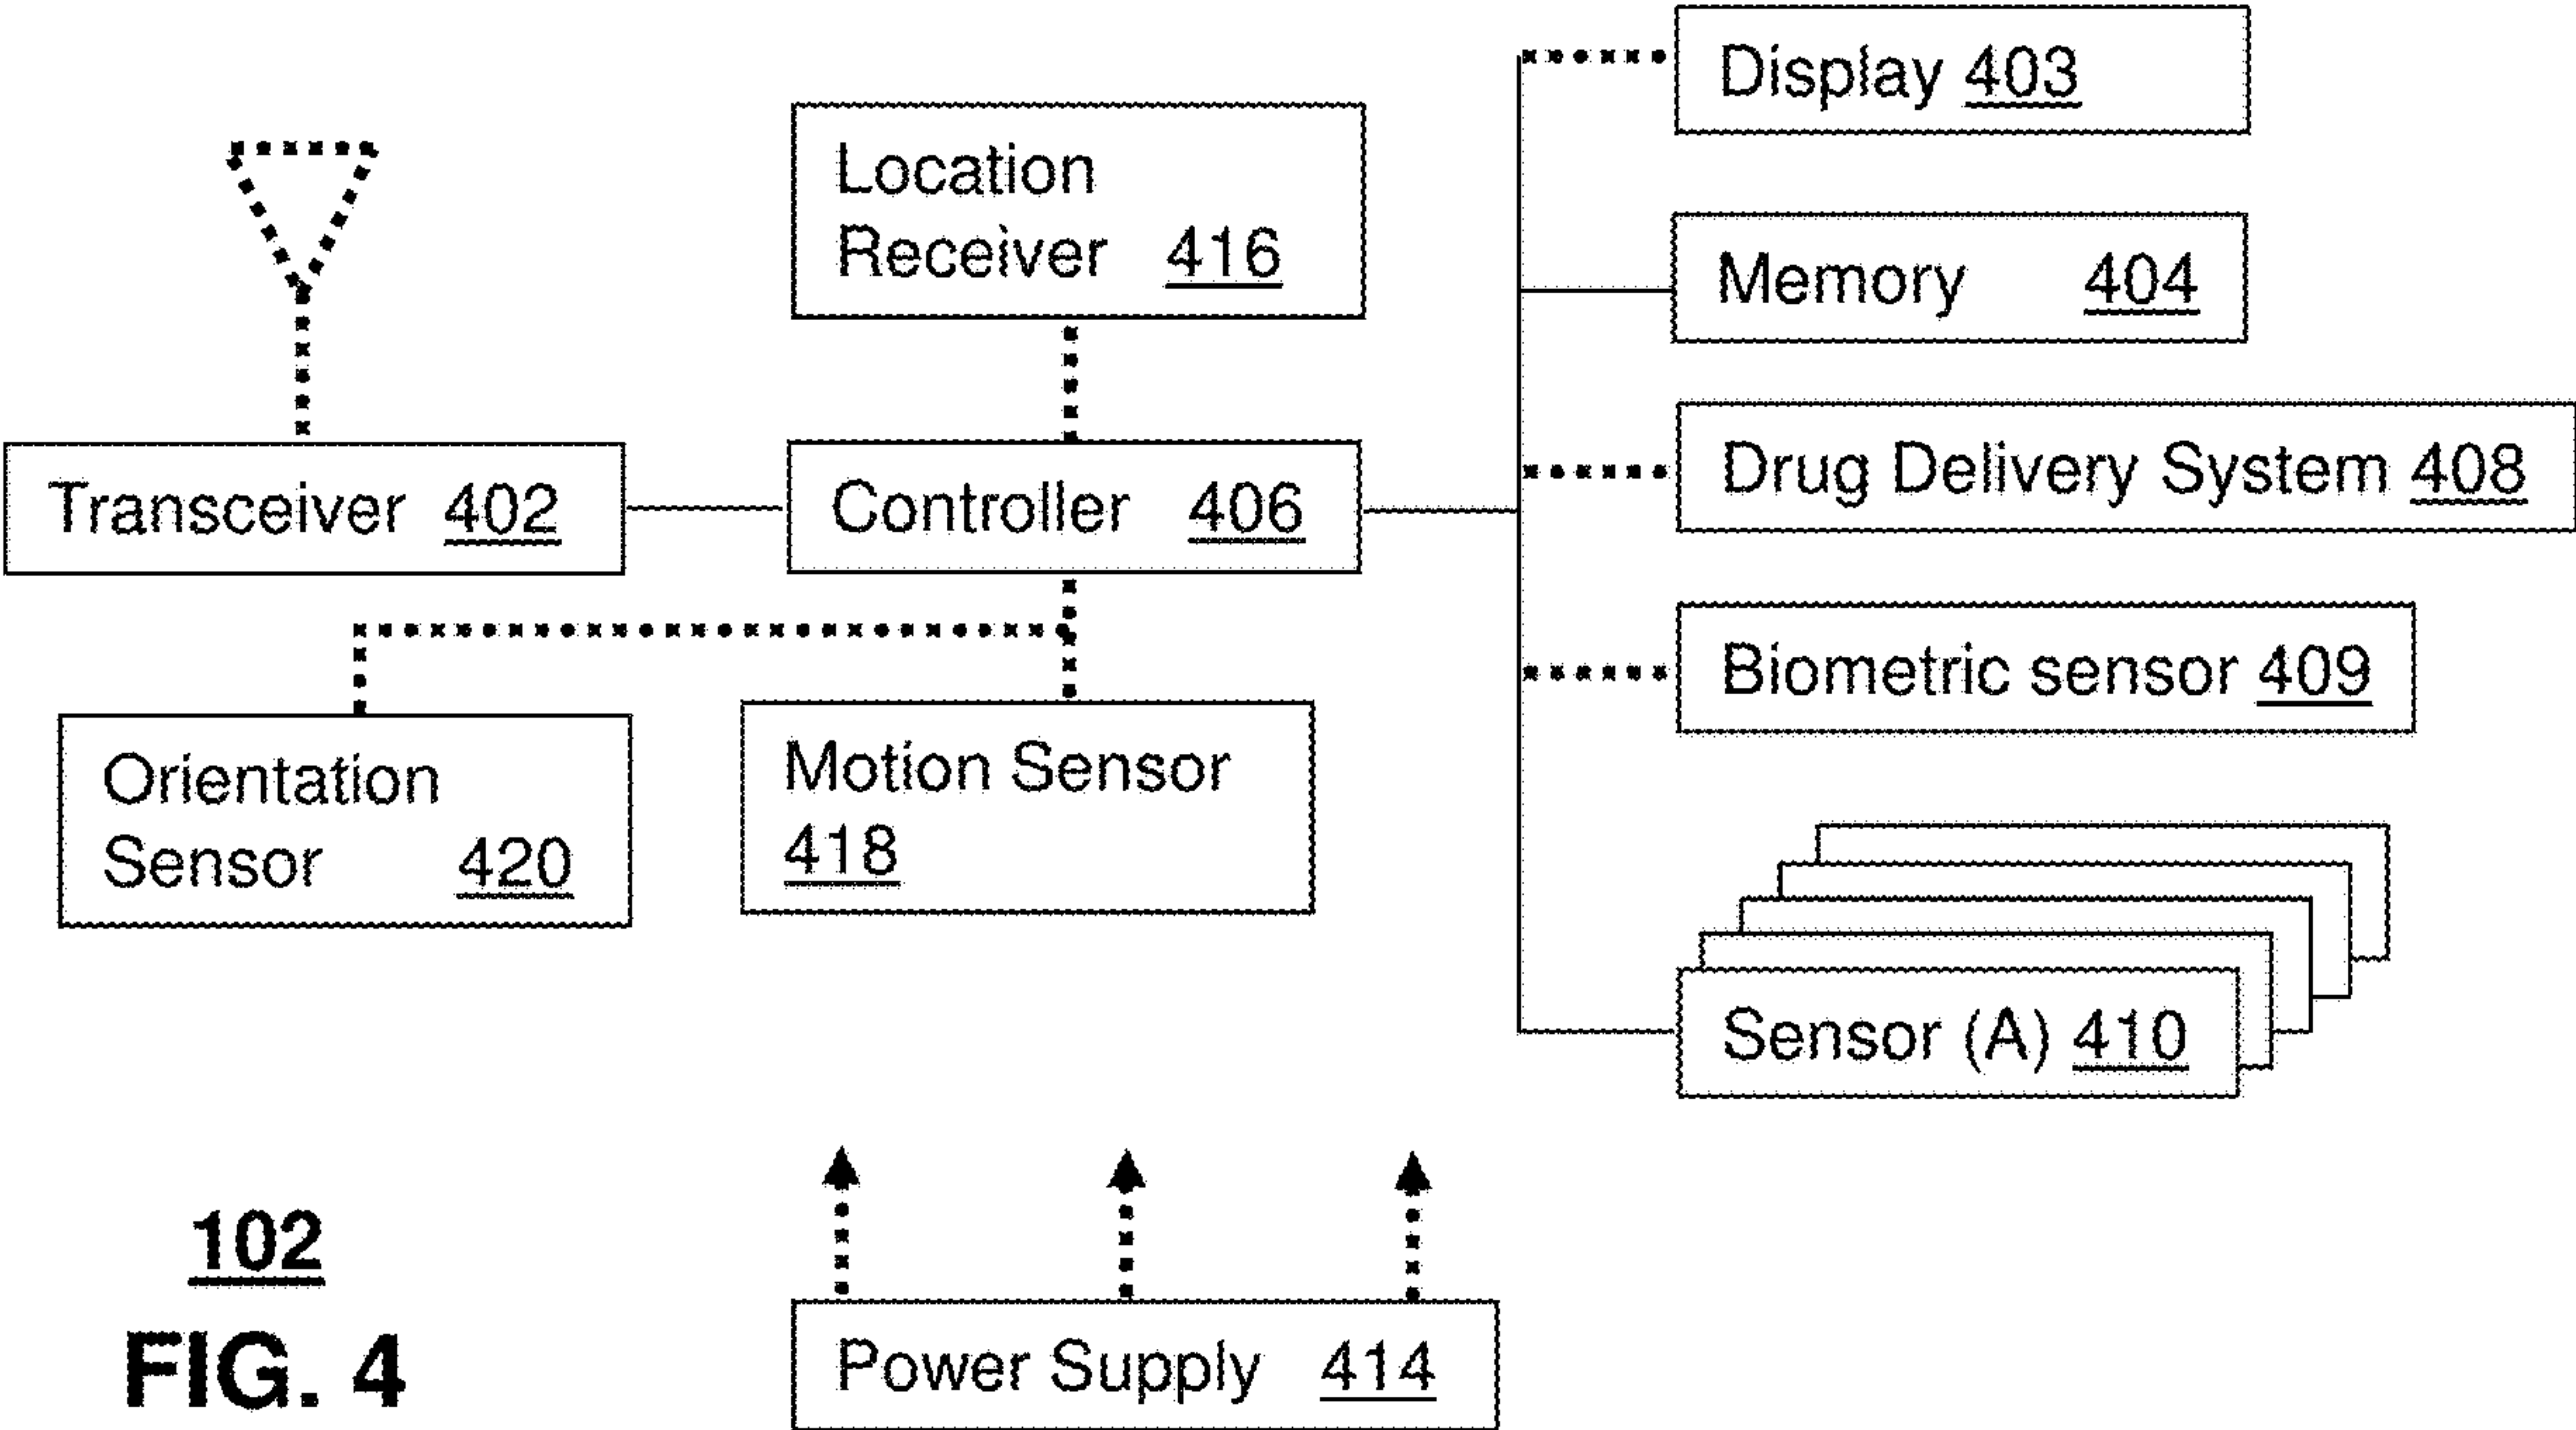 Display 403
Location
Receiver 416
Memory 404
Transceiver 402
Controller 406
Drug Delivery System 408
Biometric sensor 409
Orientation
Sensor 420
Motion Sensor
418
Sensor (A) 410
Power Supply 414
102
FIG. 4